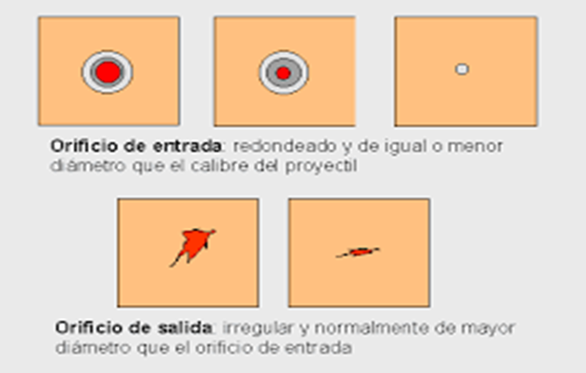 Orificio de entrada: redondeado y de igual o menor
diámetro que el calibre del proyectil
Orificio de salida: irregular y normalmente de mayor
diámetro que el orificio de entrada